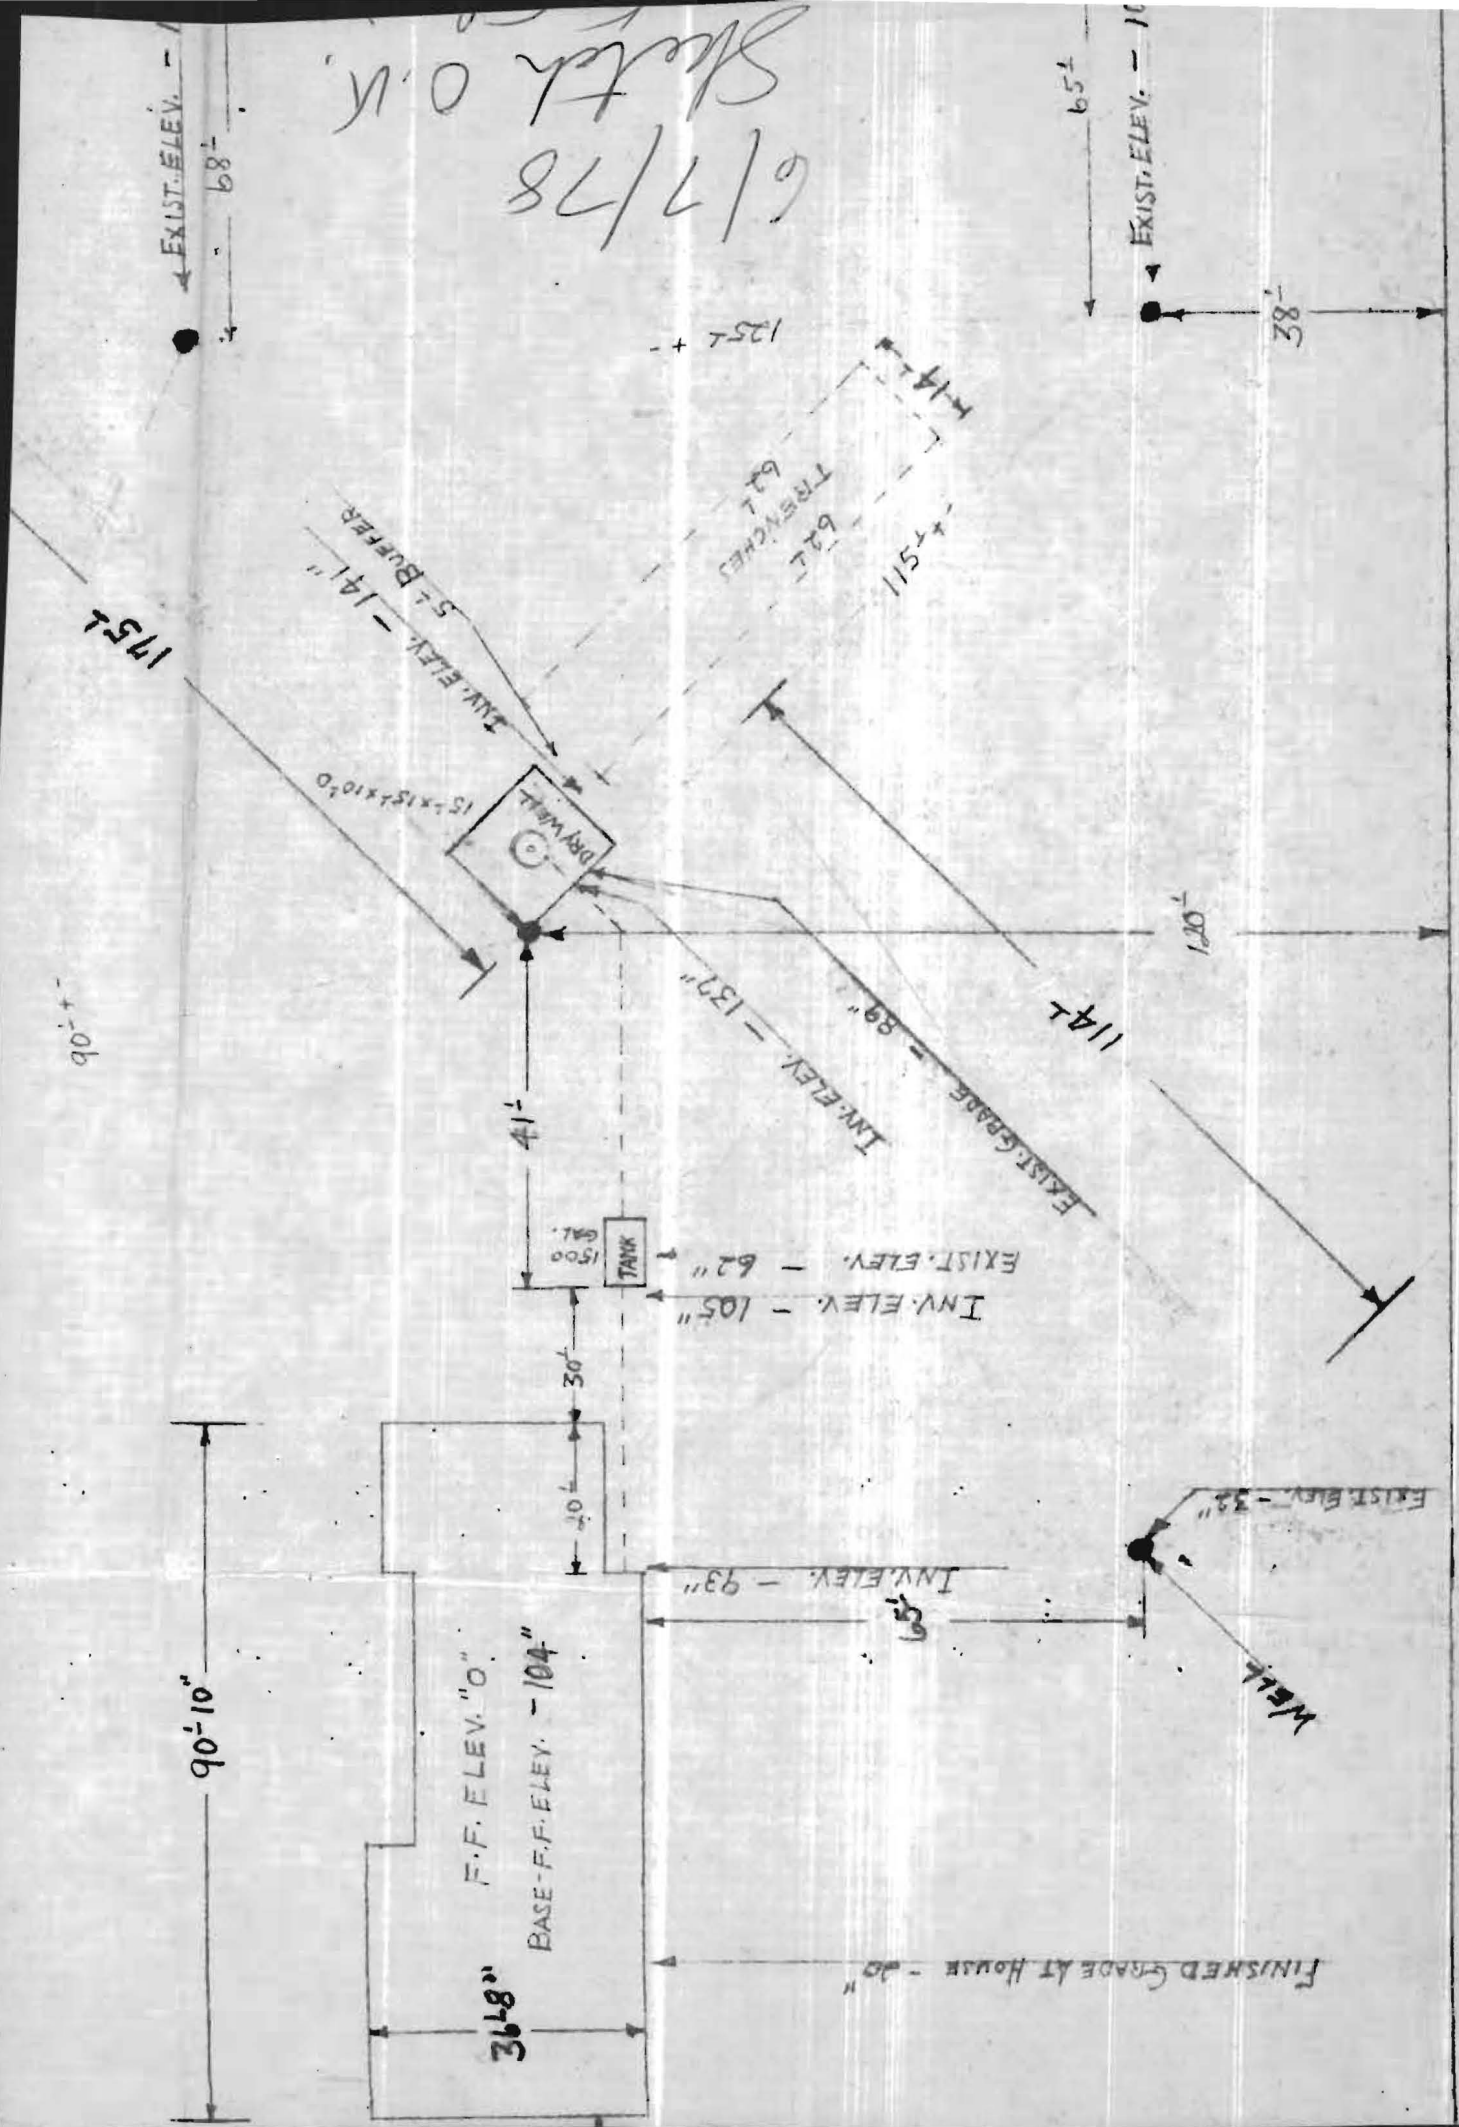 6/7/78
Sketch O.K.
EXIST. ELEV. -
68'
65'
EXIST. ELEV. - 10
38'
125' +-
14'
TRENCHES
62'
62'
115' +-
5' BUFFER
INV. ELEV. - 141"
175'
15'x15'x10'D
DRYWELL
90' +-
120'
114'
INV. ELEV. - 137"
EXIST. GRADE - 89"
41'
1500
GAL.
TANK
EXIST. ELEV. - 62"
INV. ELEV. - 105"
30'
20'
INV. ELEV. - 93"
EXIST. ELEV. - 32"
65'
WELL
90'-10"
F.F. ELEV. "0"
BASE-F.F. ELEV. - 104"
36'-8"
FINISHED GRADE AT HOUSE - 20"